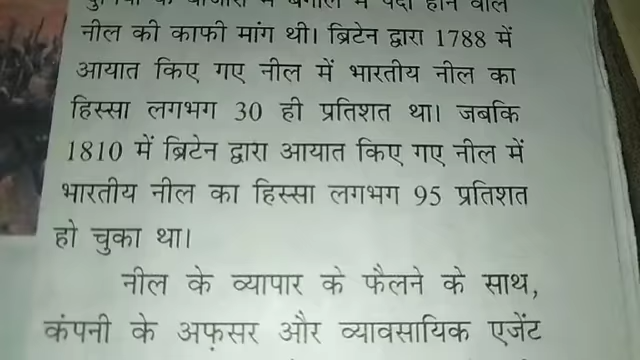 के बाज़ारों में बंगाल में पैदा होने वाले
नील की काफी मांग थी। ब्रिटेन द्वारा 1788 में
आयात किए गए नील में भारतीय नील का
हिस्सा लगभग 30 ही प्रतिशत था। जबकि
1810 में ब्रिटेन द्वारा आयात किए गए नील में
भारतीय नील का हिस्सा लगभग 95 प्रतिशत
हो चुका था।
नील के व्यापार के फैलने के साथ,
कंपनी के अफ़सर और व्यावसायिक एजेंट